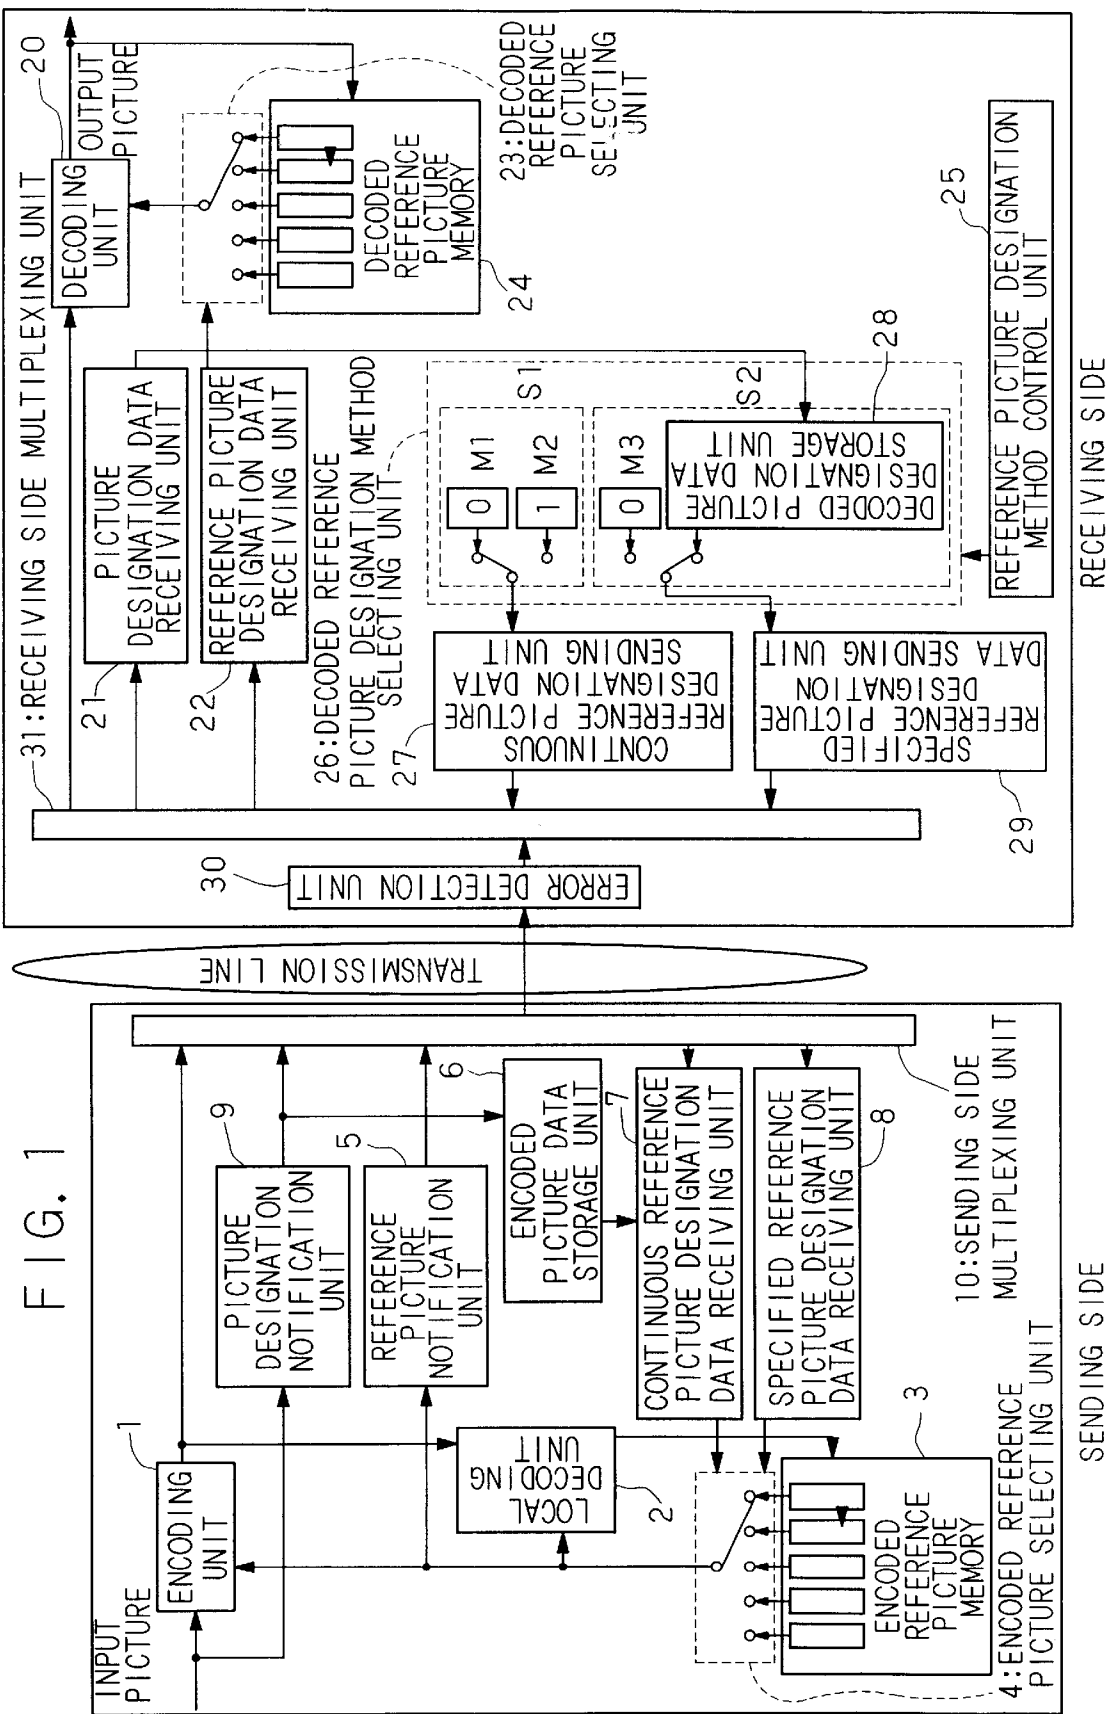 FIG. 1
INPUT
PICTURE
1
ENCODING
UNIT
9
PICTURE
DESIGNATION
NOTIFICATION
UNIT
5
REFERENCE
PICTURE
NOTIFICATION
UNIT
6
ENCODED
PICTURE DATA
STORAGE UNIT
LOCAL
DECODING
UNIT
2
7
CONTINUOUS REFERENCE
PICTURE DESIGNATION
DATA RECEIVING UNIT
SPECIFIED REFERENCE
PICTURE DESIGNATION
DATA RECEIVING UNIT
8
3
ENCODED
REFERENCE
PICTURE
MEMORY
4:ENCODED REFERENCE
PICTURE SELECTING UNIT
10:SENDING SIDE
MULTIPLEXING UNIT
SENDING SIDE
TRANSMISSION LINE
30
ERROR DETECTION UNIT
31:RECEIVING SIDE MULTIPLEXING UNIT
20
DECODING
UNIT
OUTPUT
PICTURE
21
PICTURE
DESIGNATION DATA
RECEIVING UNIT
22
REFERENCE PICTURE
DESIGNATION DATA
RECEIVING UNIT
DECODED
REFERENCE
PICTURE
MEMORY
24
23:DECODED
REFERENCE
PICTURE
SELECTING
UNIT
26:DECODED REFERENCE
PICTURE DESIGNATION METHOD
SELECTING UNIT
27
CONTINUOUS
REFERENCE PICTURE
DESIGNATION DATA
SENDING UNIT
0
M1
1
M2
S1
0
M3
S2
DECODED PICTURE
DESIGNATION DATA
STORAGE UNIT
28
SPECIFIED
REFERENCE PICTURE
DESIGNATION
DATA SENDING UNIT
29
25
REFERENCE PICTURE DESIGNATION
METHOD CONTROL UNIT
RECEIVING SIDE